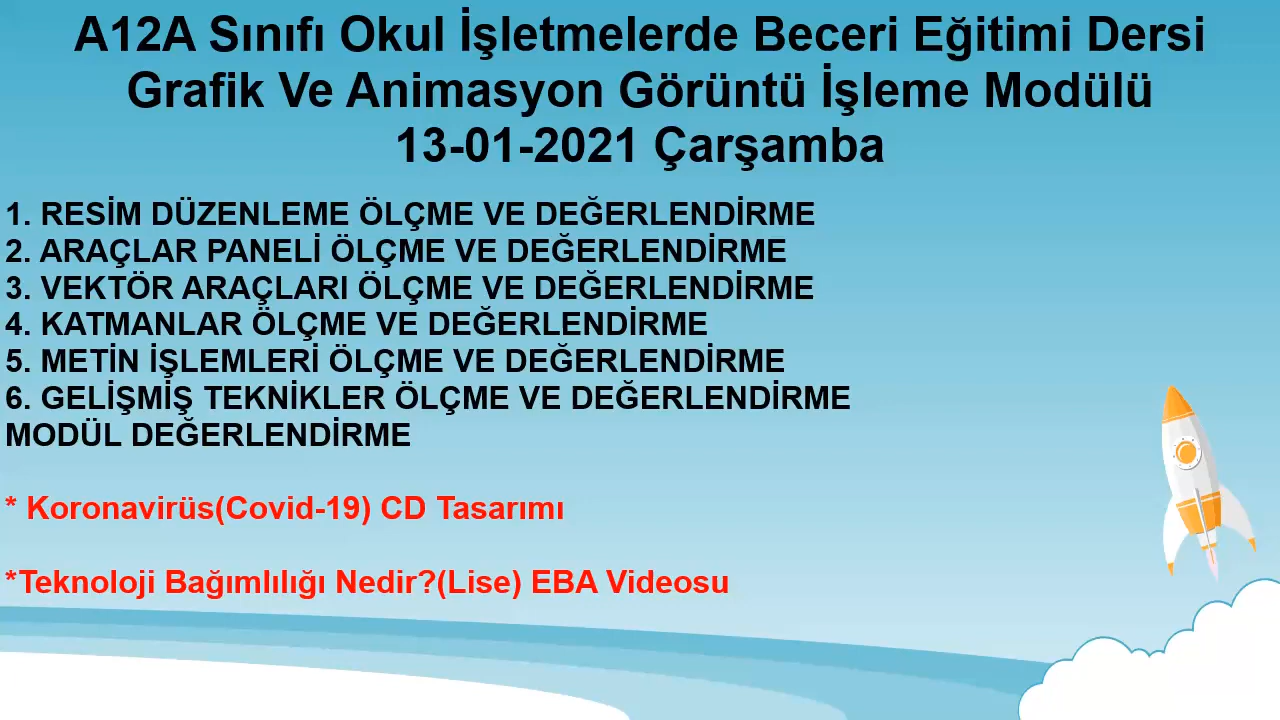 A12A Sınıfı Okul İşletmelerde Beceri Eğitimi Dersi
Grafik Ve Animasyon Görüntü İşleme Modülü
13-01-2021 Çarşamba
1. RESİM DÜZENLEME ÖLÇME VE DEĞERLENDİRME
2. ARAÇLAR PANELİ ÖLÇME VE DEĞERLENDİRME
3. VEKTÖR ARAÇLARI ÖLÇME VE DEĞERLENDİRME
4. KATMANLAR ÖLÇME VE DEĞERLENDİRME
5. METİN İŞLEMLERİ ÖLÇME VE DEĞERLENDİRME
6. GELİŞMİŞ TEKNİKLER ÖLÇME VE DEĞERLENDİRME
MODÜL DEĞERLENDİRME
* Koronavirüs(Covid-19) CD Tasarımı
*Teknoloji Bağımlılığı Nedir?(Lise) EBA Videosu